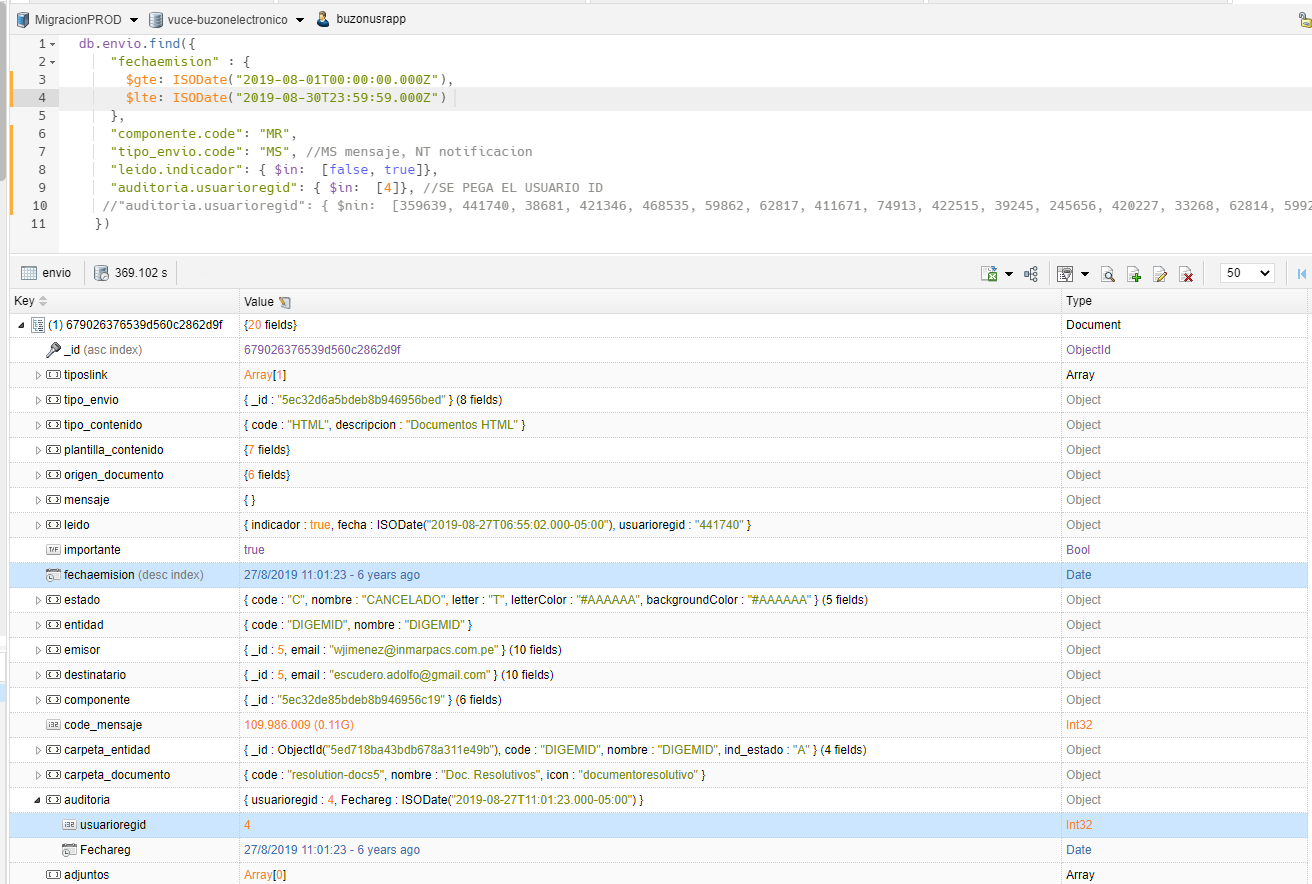 MigracionPROD vuce-buzonelectronico buzonusrapp
1 db.envio.find({
2 "fechaemision" : {
3 $gte: ISODate("2019-08-01T00:00:00.000Z"),
4 $lte: ISODate("2019-08-30T23:59:59.000Z")
5 },
6 "componente.code": "MR",
7 "tipo_envio.code": "MS", //MS mensaje, NT notificacion
8 "leido.indicador": { $in: [false, true]},
9 "auditoria.usuarioregid": { $in: [4]}, //SE PEGA EL USUARIO ID
10 //"auditoria.usuarioregid": { $nin: [359639, 441740, 38681, 421346, 468535, 59862, 62817, 411671, 74913, 422515, 39245, 245656, 420227, 33268, 62814, 5992
11 })
envio 369.102 s 50
Key Value Type
(1) 679026376539d560c2862d9f {20 fields} Document
_id (asc index) 679026376539d560c2862d9f ObjectId
tiposlink Array[1] Array
tipo_envio { _id : "5ec32d6a5bdeb8b946956bed" } (8 fields) Object
tipo_contenido { code : "HTML", descripcion : "Documentos HTML" } Object
plantilla_contenido {7 fields} Object
origen_documento {6 fields} Object
mensaje { } Object
leido { indicador : true, fecha : ISODate("2019-08-27T06:55:02.000-05:00"), usuarioregid : "441740" } Object
importante true Bool
fechaemision (desc index) 27/8/2019 11:01:23 - 6 years ago Date
estado { code : "C", nombre : "CANCELADO", letter : "T", letterColor : "#AAAAAA", backgroundColor : "#AAAAAA" } (5 fields) Object
entidad { code : "DIGEMID", nombre : "DIGEMID" } Object
emisor { _id : 5, email : "wjimenez@inmarpacs.com.pe" } (10 fields) Object
destinatario { _id : 5, email : "escudero.adolfo@gmail.com" } (10 fields) Object
componente { _id : "5ec32de85bdeb8b946956c19" } (6 fields) Object
code_mensaje 109.986.009 (0.11G) Int32
carpeta_entidad { _id : ObjectId("5ed718ba43bdb678a311e49b"), code : "DIGEMID", nombre : "DIGEMID", ind_estado : "A" } (4 fields) Object
carpeta_documento { code : "resolution-docs5", nombre : "Doc. Resolutivos", icon : "documentoresolutivo" } Object
auditoria { usuarioregid : 4, Fechareg : ISODate("2019-08-27T11:01:23.000-05:00") } Object
usuarioregid 4 Int32
Fechareg 27/8/2019 11:01:23 - 6 years ago Date
adjuntos Array[0] Array